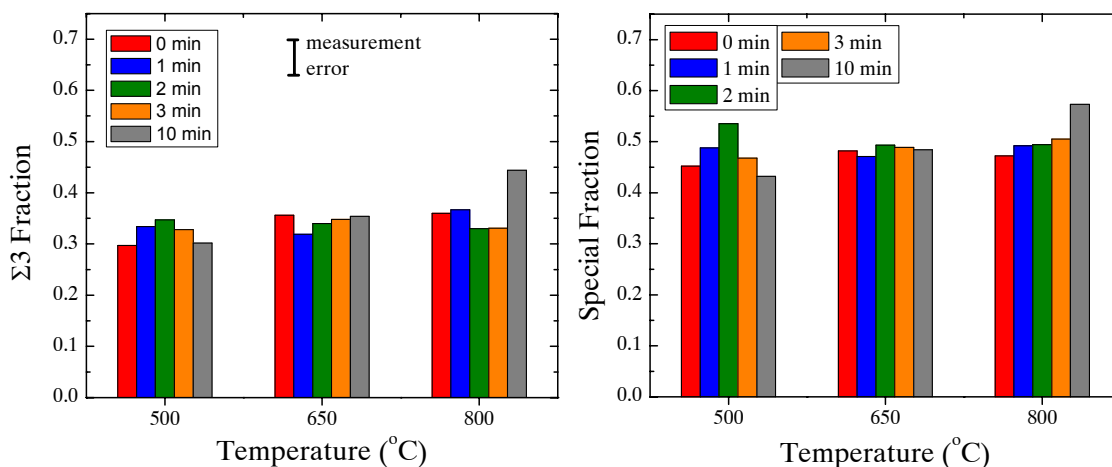 0.7
0.6
0.5
0.4
0.3
0.2
0.1
0.0
Σ3 Fraction
0 min
1 min
2 min
3 min
10 min
measurement
error
500
650
800
Temperature (°C)
0.7
0.6
0.5
0.4
0.3
0.2
0.1
0.0
Special Fraction
0 min
3 min
1 min
10 min
2 min
500
650
800
Temperature (°C)